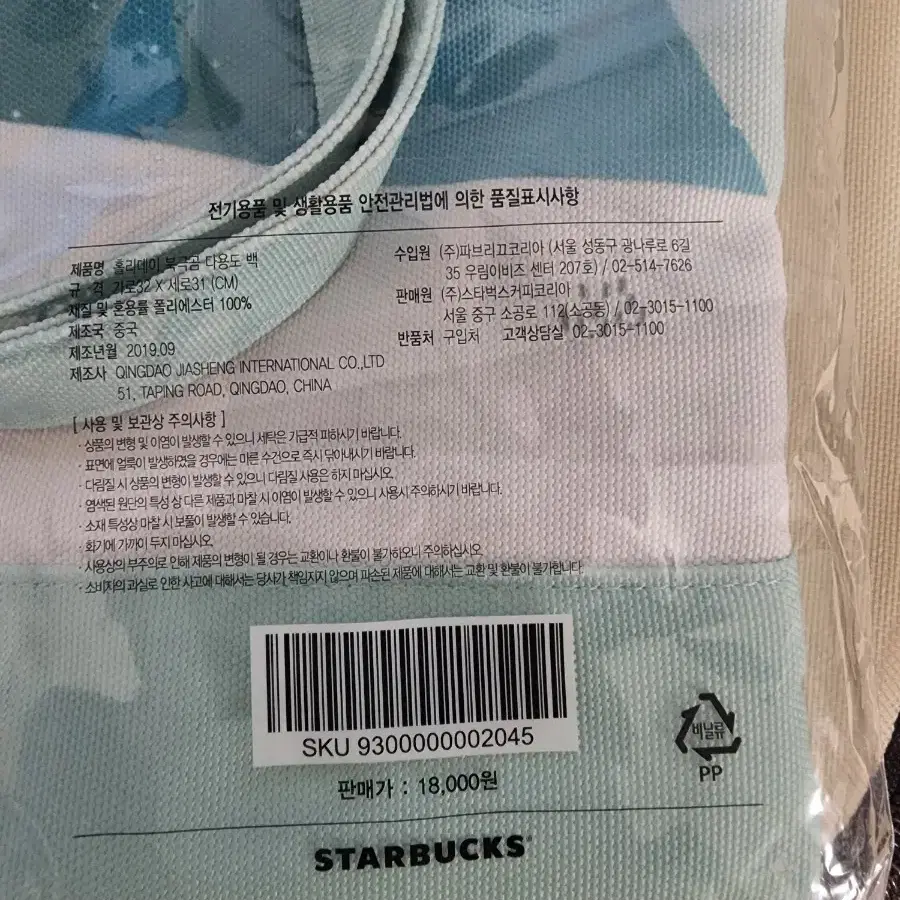 전기용품 및 생활용품 안전관리법에 의한 품질표시사항
제품명 홀리데이 북극곰 다용도 백
규 격 가로32 X 세로31 (CM)
재질 및 혼용률 폴리에스터 100%
제조국 중국
제조년월 2019.09
제조사 QINGDAO JIASHENG INTERNATIONAL CO.,LTD
51, TAPING ROAD, QINGDAO, CHINA
수입원 (주)파브리끄코리아 (서울 성동구 광나루로 6길
35 우림이비즈 센터 207호) / 02-514-7626
판매원 (주)스타벅스커피코리아
서울 중구 소공로 112(소공동) / 02-3015-1100
반품처 구입처 고객상담실 02-3015-1100
[ 사용 및 보관상 주의사항 ]
· 상품의 변형 및 이염이 발생할 수 있으니 세탁은 가급적 피하시기 바랍니다.
· 표면에 얼룩이 발생하였을 경우에는 마른 수건으로 즉시 닦아내시기 바랍니다.
· 다림질 시 상품의 변형이 발생할 수 있으니 다림질 사용은 하지 마십시오.
· 염색된 원단의 특성 상 다른 제품과 마찰 시 이염이 발생할 수 있으니 사용시 주의하시기 바랍니다.
· 소재 특성상 마찰 시 보풀이 발생할 수 있습니다.
· 화기에 가까이 두지 마십시오.
· 사용상의 부주의로 인해 제품의 변형이 될 경우는 교환이나 환불이 불가하오니 주의하십시오.
· 소비자의 과실로 인한 사고에 대해서는 당사가 책임지지 않으며 파손된 제품에 대해서는 교환 및 환불이 불가합니다.
SKU 9300000002045
비닐류
PP
판매가 : 18,000원
STARBUCKS